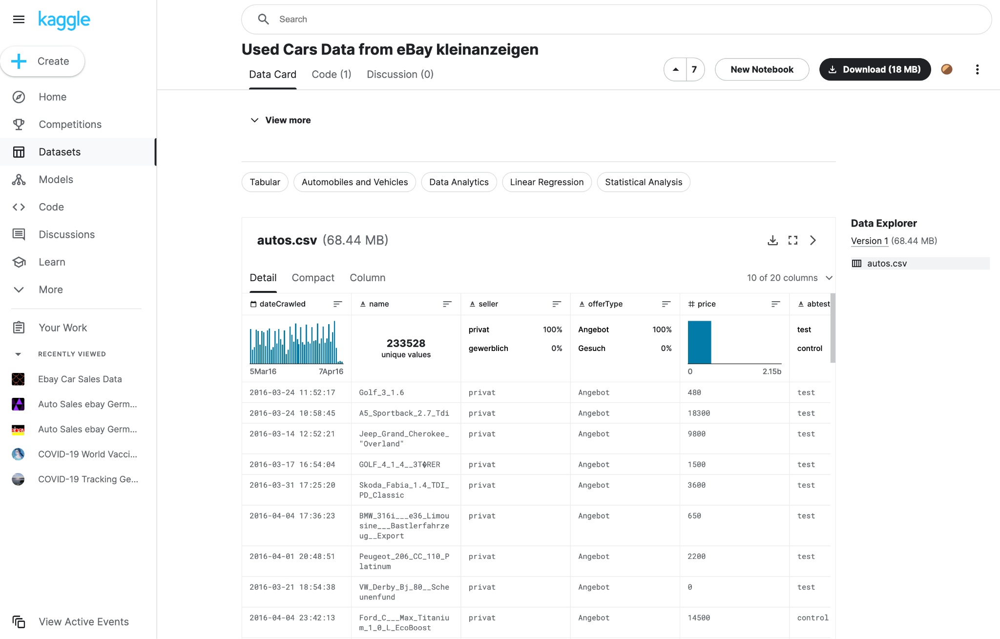 kaggle
Search
Create
Home
Competitions
Datasets
Models
Code
Discussions
Learn
More
Your Work
RECENTLY VIEWED
Ebay Car Sales Data
Auto Sales ebay Germ...
Auto Sales ebay Germ...
COVID-19 World Vacci...
COVID-19 Tracking Ge...
View Active Events
Used Cars Data from eBay kleinanzeigen
Data Card Code (1) Discussion (0)
7 New Notebook Download (18 MB)
View more
Tabular Automobiles and Vehicles Data Analytics Linear Regression Statistical Analysis
autos.csv (68.44 MB)
Detail Compact Column 10 of 20 columns
dateCrawled name seller offerType price abtest
privat 100% Angebot 100% test
233528
unique values
gewerblich 0% Gesuch 0% control
5Mar16 7Apr16 0 2.15b
2016-03-24 11:52:17 Golf_3_1.6 privat Angebot 480 test
2016-03-24 10:58:45 A5_Sportback_2.7_Tdi privat Angebot 18300 test
2016-03-14 12:52:21 Jeep_Grand_Cherokee_ privat Angebot 9800 test
"Overland"
2016-03-17 16:54:04 GOLF_4_1_4__3T�RER privat Angebot 1500 test
2016-03-31 17:25:20 Skoda_Fabia_1.4_TDI_ privat Angebot 3600 test
PD_Classic
2016-04-04 17:36:23 BMW_316i___e36_Limou privat Angebot 650 test
sine___Bastlerfahrze
ug__Export
2016-04-01 20:48:51 Peugeot_206_CC_110_P privat Angebot 2200 test
latinum
2016-03-21 18:54:38 VW_Derby_Bj_80__Sche privat Angebot 0 test
unenfund
2016-04-04 23:42:13 Ford_C___Max_Titaniu privat Angebot 14500 control
m_1_0_L_EcoBoost
Data Explorer
Version 1 (68.44 MB)
autos.csv